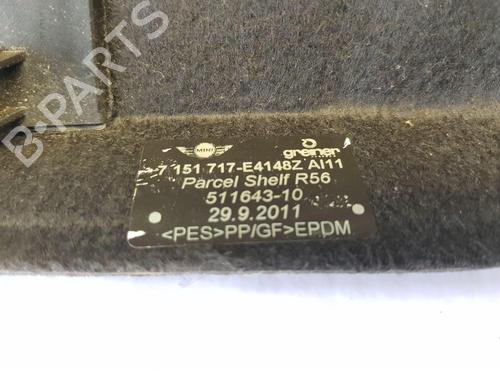 B-Parts
MINI
greiner
7 151 717-E4148Z AI11
Parcel Shelf R56
511643-10
29.9.2011
<PES>PP/GF>EPDM